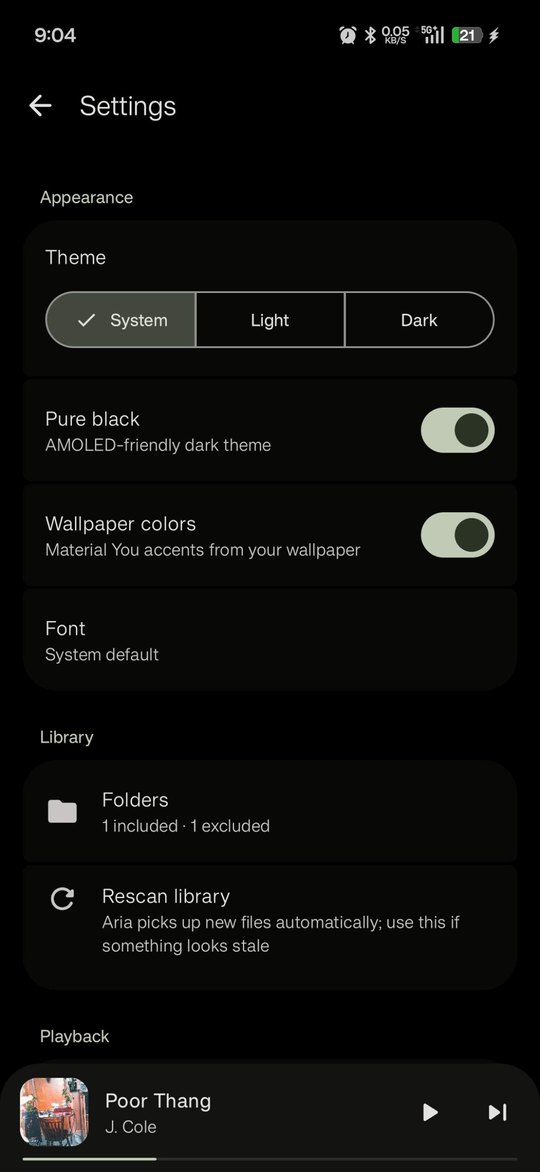 9:04
0.05
KB/S
5G+
21
Settings
Appearance
Theme
System
Light
Dark
Pure black
AMOLED-friendly dark theme
Wallpaper colors
Material You accents from your wallpaper
Font
System default
Library
Folders
1 included · 1 excluded
Rescan library
Aria picks up new files automatically; use this if
something looks stale
Playback
Poor Thang
J. Cole